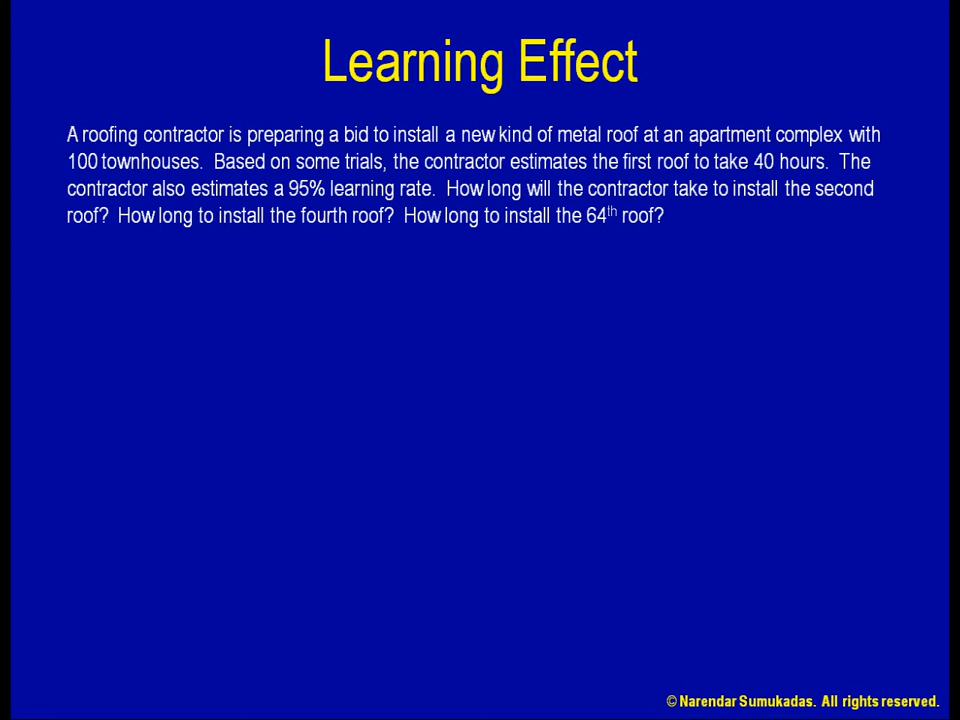 Learning Effect
A roofing contractor is preparing a bid to install a new kind of metal roof at an apartment complex with
100 townhouses.  Based on some trials, the contractor estimates the first roof to take 40 hours.  The
contractor also estimates a 95% learning rate.  How long will the contractor take to install the second
roof?  How long to install the fourth roof?  How long to install the 64th roof?
© Narendar Sumukadas.  All rights reserved.